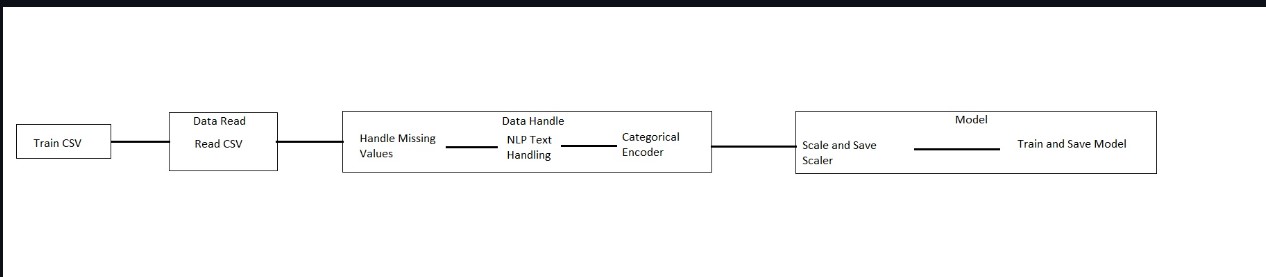 Train CSV
Data Read
Read CSV
Data Handle
Handle Missing
Values
NLP Text
Handling
Categorical
Encoder
Model
Scale and Save
Scaler
Train and Save Model